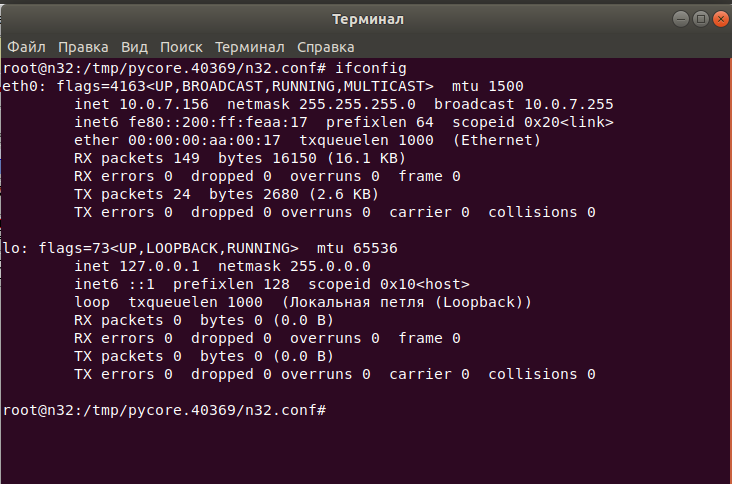 Терминал
Файл Правка Вид Поиск Терминал Справка
root@n32:/tmp/pycore.40369/n32.conf# ifconfig
eth0: flags=4163<UP,BROADCAST,RUNNING,MULTICAST>  mtu 1500
        inet 10.0.7.156  netmask 255.255.255.0  broadcast 10.0.7.255
        inet6 fe80::200:ff:feaa:17  prefixlen 64  scopeid 0x20<link>
        ether 00:00:00:aa:00:17  txqueuelen 1000  (Ethernet)
        RX packets 149  bytes 16150 (16.1 KB)
        RX errors 0  dropped 0  overruns 0  frame 0
        TX packets 24  bytes 2680 (2.6 KB)
        TX errors 0  dropped 0 overruns 0  carrier 0  collisions 0
lo: flags=73<UP,LOOPBACK,RUNNING>  mtu 65536
        inet 127.0.0.1  netmask 255.0.0.0
        inet6 ::1  prefixlen 128  scopeid 0x10<host>
        loop  txqueuelen 1000  (Локальная петля (Loopback))
        RX packets 0  bytes 0 (0.0 B)
        RX errors 0  dropped 0  overruns 0  frame 0
        TX packets 0  bytes 0 (0.0 B)
        TX errors 0  dropped 0 overruns 0  carrier 0  collisions 0
root@n32:/tmp/pycore.40369/n32.conf#